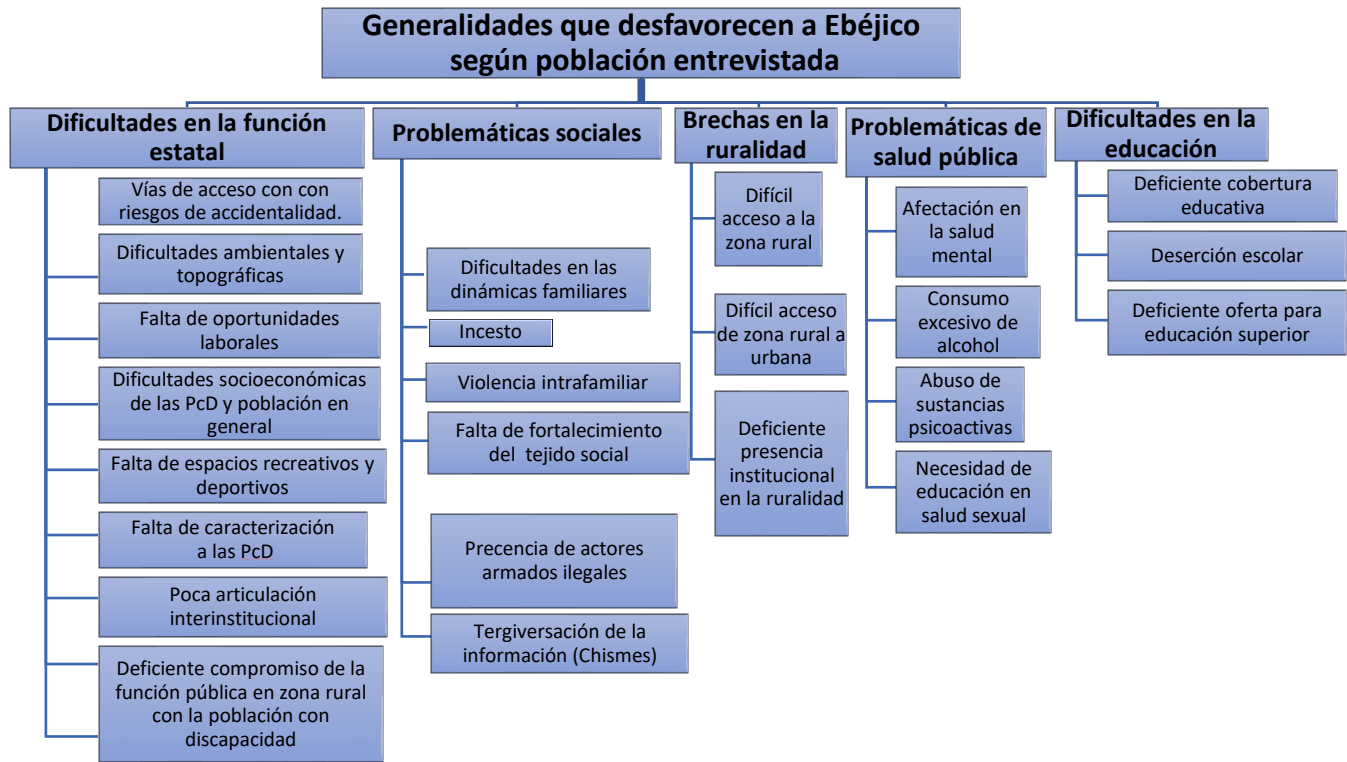 Generalidades que desfavorecen a Ebéjico
según población entrevistada
Dificultades en la función
estatal
Vías de acceso con con
riesgos de accidentalidad.
Dificultades ambientales y
topográficas
Falta de oportunidades
laborales
Dificultades socioeconómicas
de las PcD y población en
general
Falta de espacios recreativos y
deportivos
Falta de caracterización
a las PcD
Poca articulación
interinstitucional
Deficiente compromiso de la
función pública en zona rural
con la población con
discapacidad
Problemáticas sociales
Dificultades en las
dinámicas familiares
Incesto
Violencia intrafamiliar
Falta de fortalecimiento
del tejido social
Precencia de actores
armados ilegales
Tergiversación de la
información (Chismes)
Brechas en la
ruralidad
Difícil
acceso a la
zona rural
Difícil acceso
de zona rural a
urbana
Deficiente
presencia
institucional
en la ruralidad
Problemáticas de
salud pública
Afectación en
la salud
mental
Consumo
excesivo de
alcohol
Abuso de
sustancias
psicoactivas
Necesidad de
educación en
salud sexual
Dificultades en la
educación
Deficiente cobertura
educativa
Deserción escolar
Deficiente oferta para
educación superior